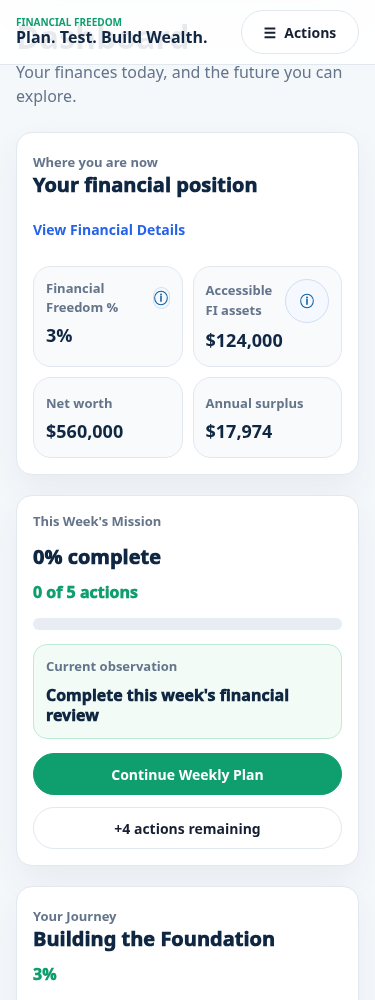 FINANCIAL FREEDOM
Plan. Test. Build Wealth.
☰ Actions
Dashboard
Your finances today, and the future you can
explore.
Where you are now
Your financial position
View Financial Details
Financial
Freedom %
ⓘ
3%
Accessible
FI assets
ⓘ
$124,000
Net worth
$560,000
Annual surplus
$17,974
This Week's Mission
0% complete
0 of 5 actions
Current observation
Complete this week's financial
review
Continue Weekly Plan
+4 actions remaining
Your Journey
Building the Foundation
3%